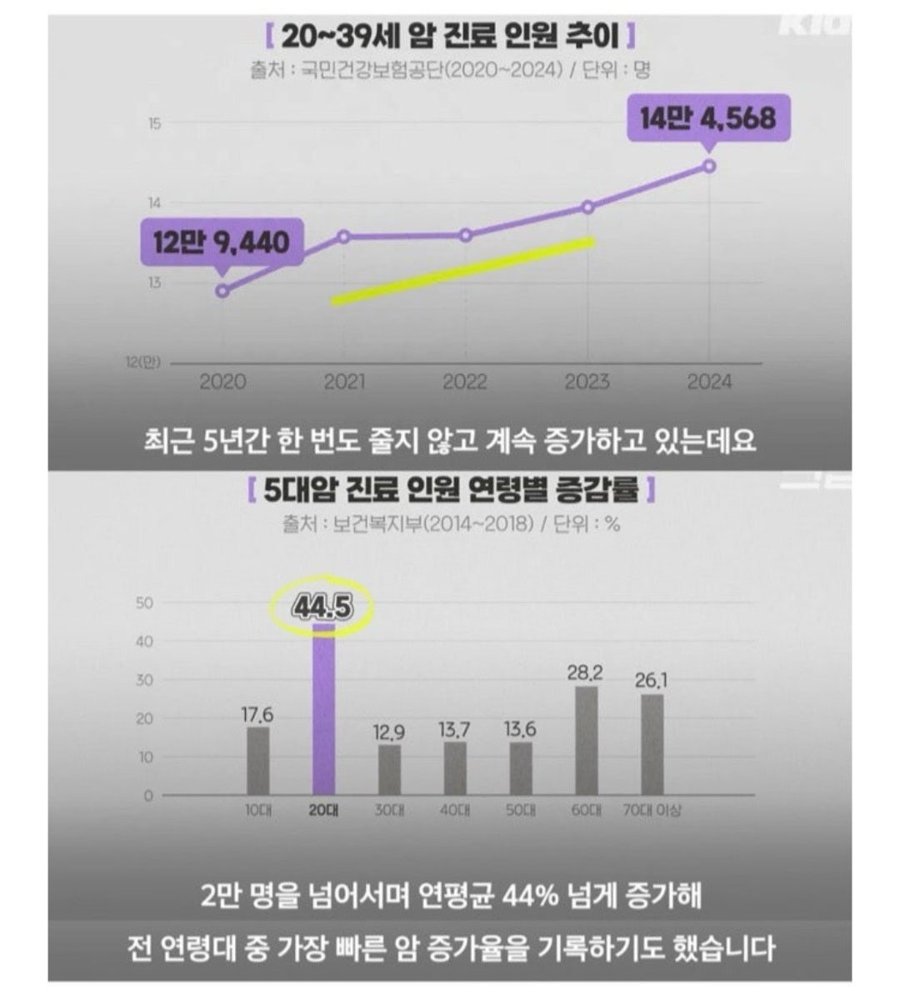 [ 20~39세 암 진료 인원 추이 ]
출처 : 국민건강보험공단(2020~2024) / 단위 : 명
15
14만 4,568
14
12만 9,440
13
12(만)
2020 2021 2022 2023 2024
최근 5년간 한 번도 줄지 않고 계속 증가하고 있는데요
[ 5대암 진료 인원 연령별 증감률 ]
출처 : 보건복지부(2014~2018) / 단위 : %
50
44.5
40
30
28.2
26.1
20
17.6
12.9 13.7 13.6
10
0
10대 20대 30대 40대 50대 60대 70대 이상
2만 명을 넘어서며 연평균 44% 넘게 증가해
전 연령대 중 가장 빠른 암 증가율을 기록하기도 했습니다